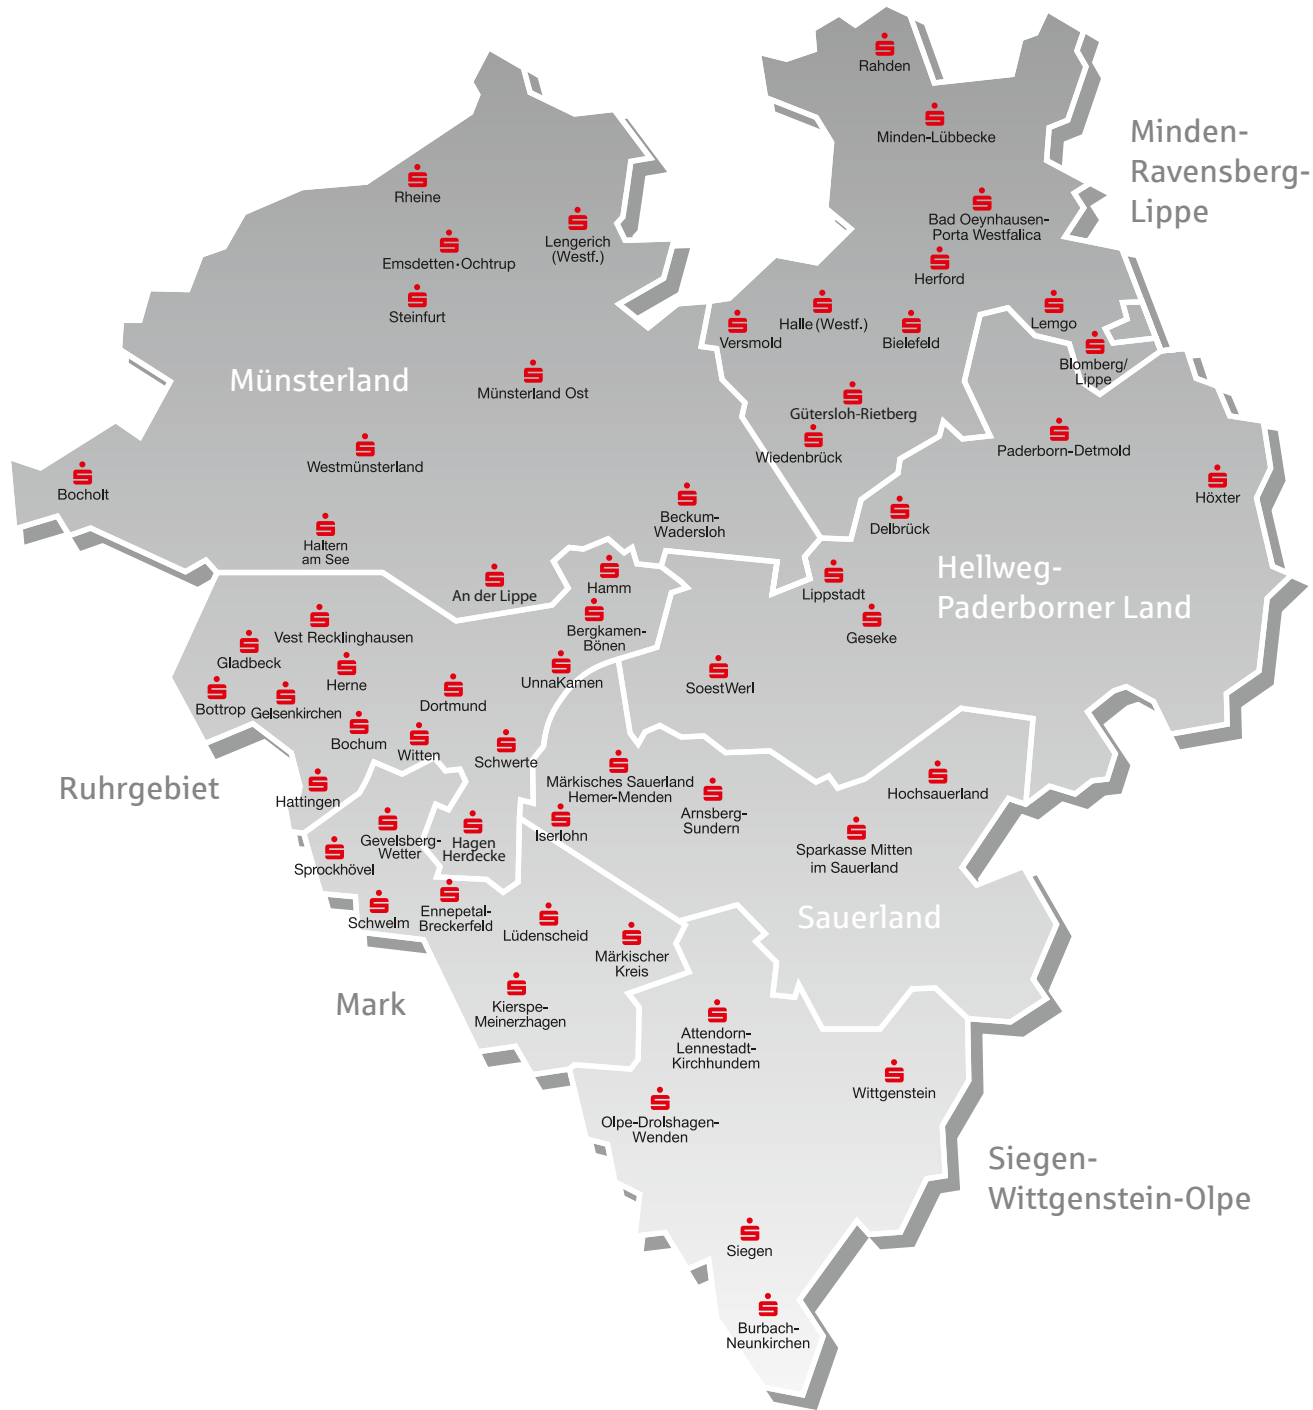 Rahden
Minden-Lübbecke
Minden-
Ravensberg-
Lippe
Rheine
Lengerich
(Westf.)
Emsdetten·Ochtrup
Steinfurt
Bad Oeynhausen-
Porta Westfalica
Herford
Versmold
Halle (Westf.)
Bielefeld
Lemgo
Blomberg/
Lippe
Münsterland
Münsterland Ost
Gütersloh-Rietberg
Wiedenbrück
Paderborn-Detmold
Höxter
Westmünsterland
Bocholt
Beckum-
Wadersloh
Delbrück
Haltern
am See
An der Lippe
Hamm
Lippstadt
Hellweg-
Paderborner Land
Geseke
Bergkamen-
Bönen
Vest Recklinghausen
Gladbeck
Herne
UnnaKamen
SoestWerl
Bottrop
Gelsenkirchen
Dortmund
Bochum
Witten
Schwerte
Ruhrgebiet
Hattingen
Märkisches Sauerland
Hemer-Menden
Arnsberg-
Sundern
Hochsauerland
Iserlohn
Sparkasse Mitten
im Sauerland
Gevelsberg-
Wetter
Hagen
Herdecke
Sprockhövel
Schwelm
Ennepetal-
Breckerfeld
Lüdenscheid
Märkischer
Kreis
Sauerland
Mark
Kierspe-
Meinerzhagen
Attendorn-
Lennestadt-
Kirchhundem
Wittgenstein
Olpe-Drolshagen-
Wenden
Siegen-
Wittgenstein-Olpe
Siegen
Burbach-
Neunkirchen